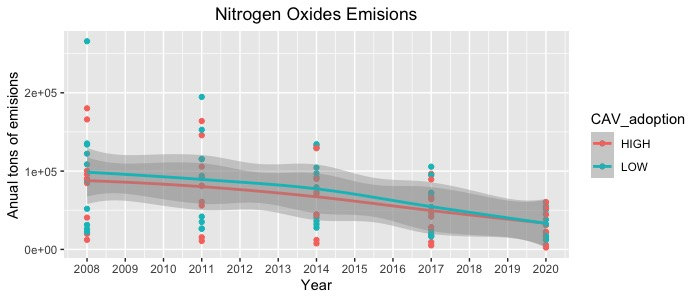 Nitrogen Oxides Emisions
Anual tons of emisions
2e+05
1e+05
0e+00
2008 2009 2010 2011 2012 2013 2014 2015 2016 2017 2018 2019 2020
Year
CAV_adoption
HIGH
LOW